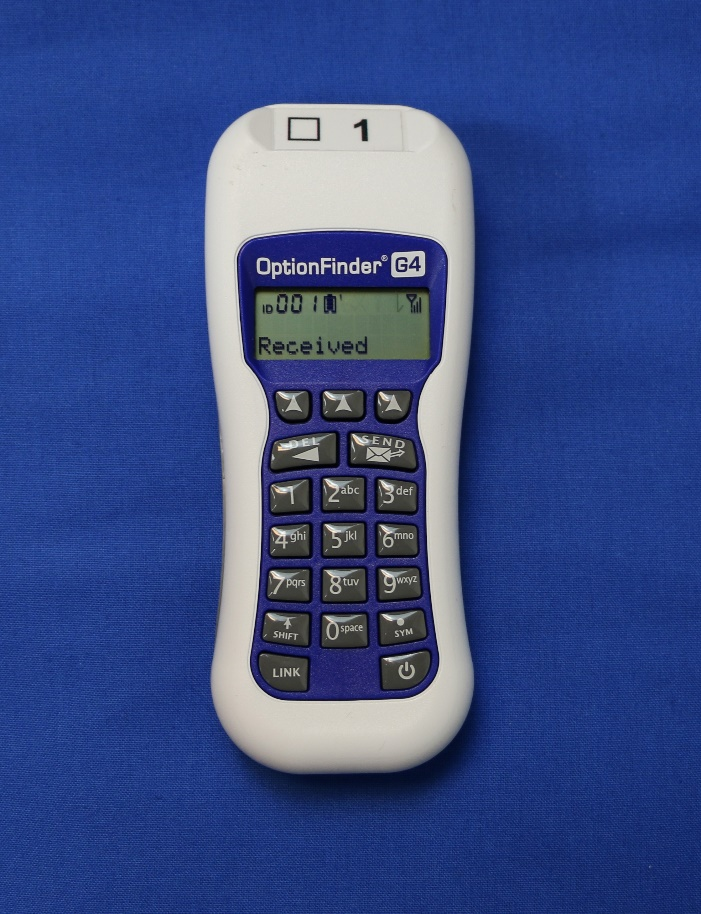 1
OptionFinder® G4
ID 001
Received
DEL SEND
1 2abc 3def
4ghi 5jkl 6mno
7pqrs 8tuv 9wxyz
SHIFT 0space SYM
LINK